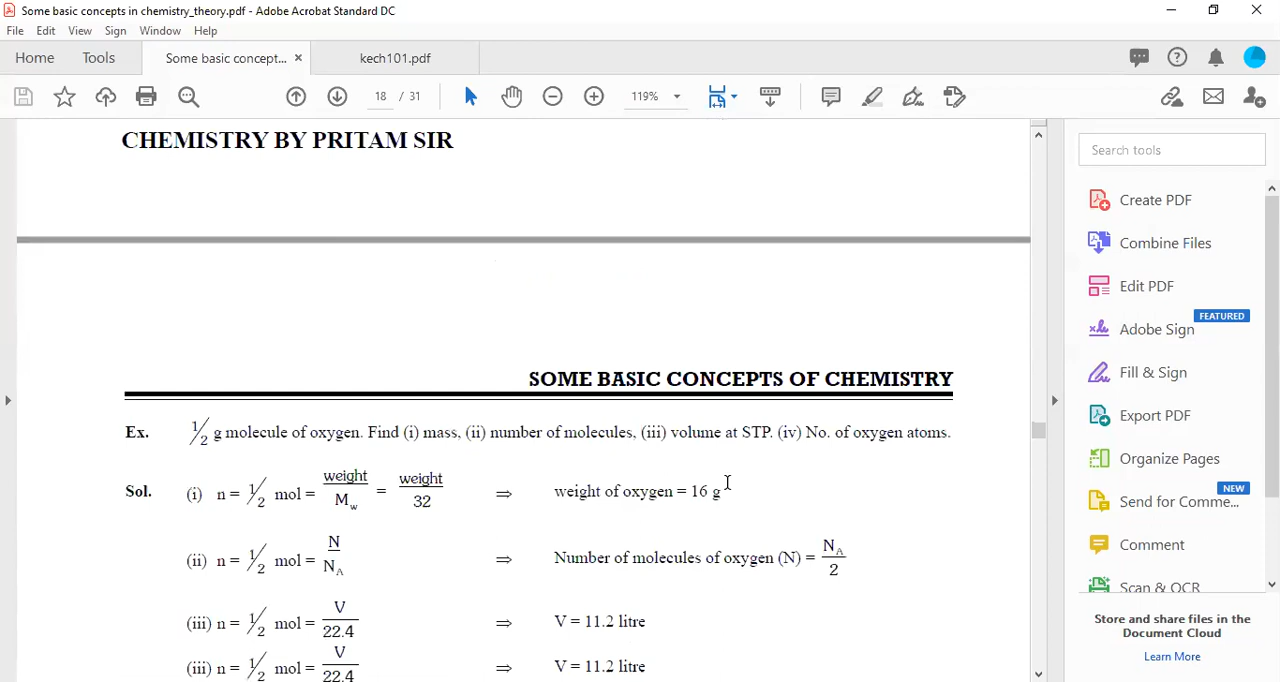 Some basic concepts in chemistry_theory.pdf - Adobe Acrobat Standard DC
File Edit View Sign Window Help
Home Tools Some basic concept... × kech101.pdf
18 / 31 119%
CHEMISTRY BY PRITAM SIR
SOME BASIC CONCEPTS OF CHEMISTRY
Ex. 1/2 g molecule of oxygen. Find (i) mass, (ii) number of molecules, (iii) volume at STP. (iv) No. of oxygen atoms.
Sol. (i) n = 1/2 mol = weight/Mw = weight/32 ⇒ weight of oxygen = 16 g
(ii) n = 1/2 mol = N/NA ⇒ Number of molecules of oxygen (N) = NA/2
(iii) n = 1/2 mol = V/22.4 ⇒ V = 11.2 litre
(iii) n = 1/2 mol = V/22.4 ⇒ V = 11.2 litre
Search tools
Create PDF
Combine Files
Edit PDF
FEATURED
Adobe Sign
Fill & Sign
Export PDF
Organize Pages
NEW
Send for Comme...
Comment
Scan & OCR
Store and share files in the
Document Cloud
Learn More